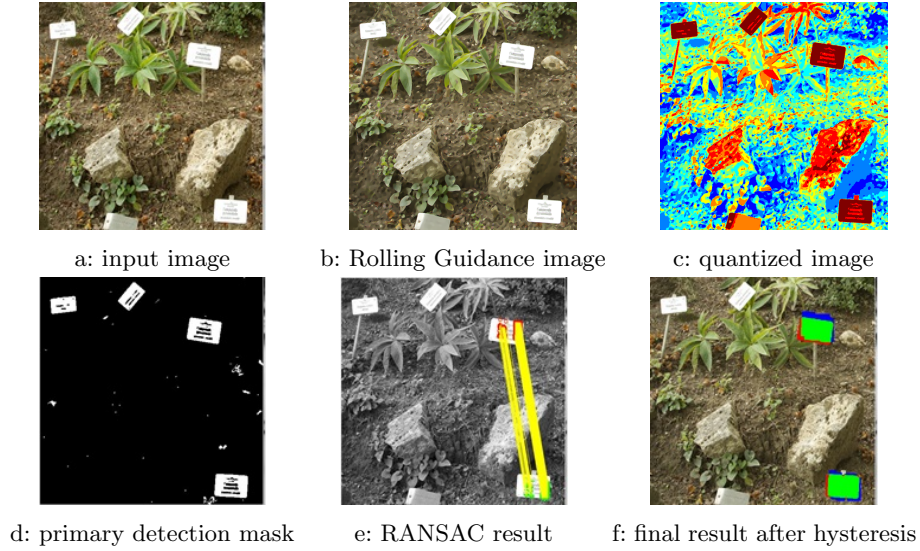 a: input image
b: Rolling Guidance image
c: quantized image
d: primary detection mask
e: RANSAC result
f: final result after hysteresis